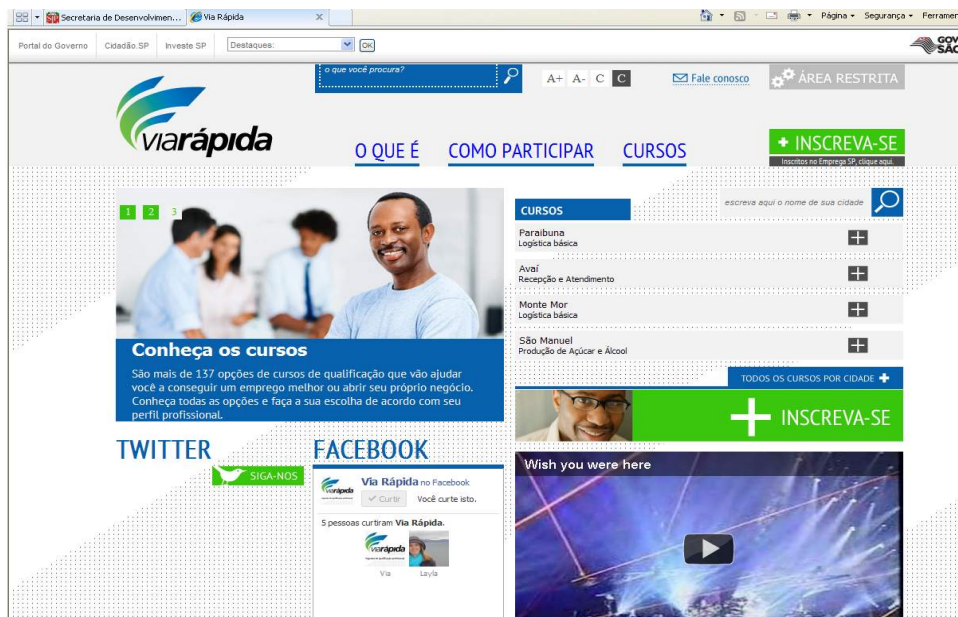 Secretaria de Desenvolvimen...
Via Rápida
X
Página
Segurança
Ferramen
Portal do Governo
Cidadão.SP
Investe SP
Destaques:
OK
GOV
SÃO
o que você procura?
A+ A- C C
Fale conosco
ÁREA RESTRITA
viarápida
O QUE É
COMO PARTICIPAR
CURSOS
+ INSCREVA-SE
Inscritos no Emprega SP, clique aqui.
1 2 3
Conheça os cursos
São mais de 137 opções de cursos de qualificação que vão ajudar
você a conseguir um emprego melhor ou abrir seu próprio negócio.
Conheça todas as opções e faça a sua escolha de acordo com seu
perfil profissional.
CURSOS
escreva aqui o nome de sua cidade
Paraibuna
Logística básica
Avaí
Recepção e Atendimento
Monte Mor
Logística básica
São Manuel
Produção de Açúcar e Álcool
TODOS OS CURSOS POR CIDADE +
+ INSCREVA-SE
TWITTER
SIGA-NOS
FACEBOOK
viarápida
Via Rápida no Facebook
Curtir
Você curte isto.
5 pessoas curtiram Via Rápida.
viarápida
Via
Layla
Wish you were here